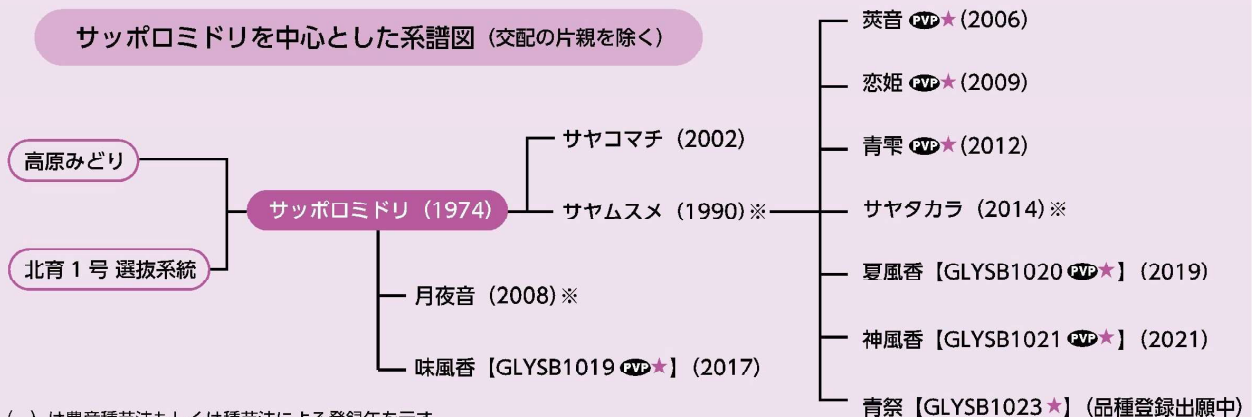 サッポロミドリを中心とした系譜図（交配の片親を除く）
高原みどり
北育1号 選抜系統
サッポロミドリ（1974）
サヤコマチ（2002）
サヤムスメ（1990）※
月夜音（2008）※
味風香【GLYSB1019 PVP★】（2017）
莢音 PVP★（2006）
恋姫 PVP★（2009）
青雫 PVP★（2012）
サヤタカラ（2014）※
夏風香【GLYSB1020 PVP★】（2019）
神風香【GLYSB1021 PVP★】（2021）
青祭【GLYSB1023★】（品種登録出願中）